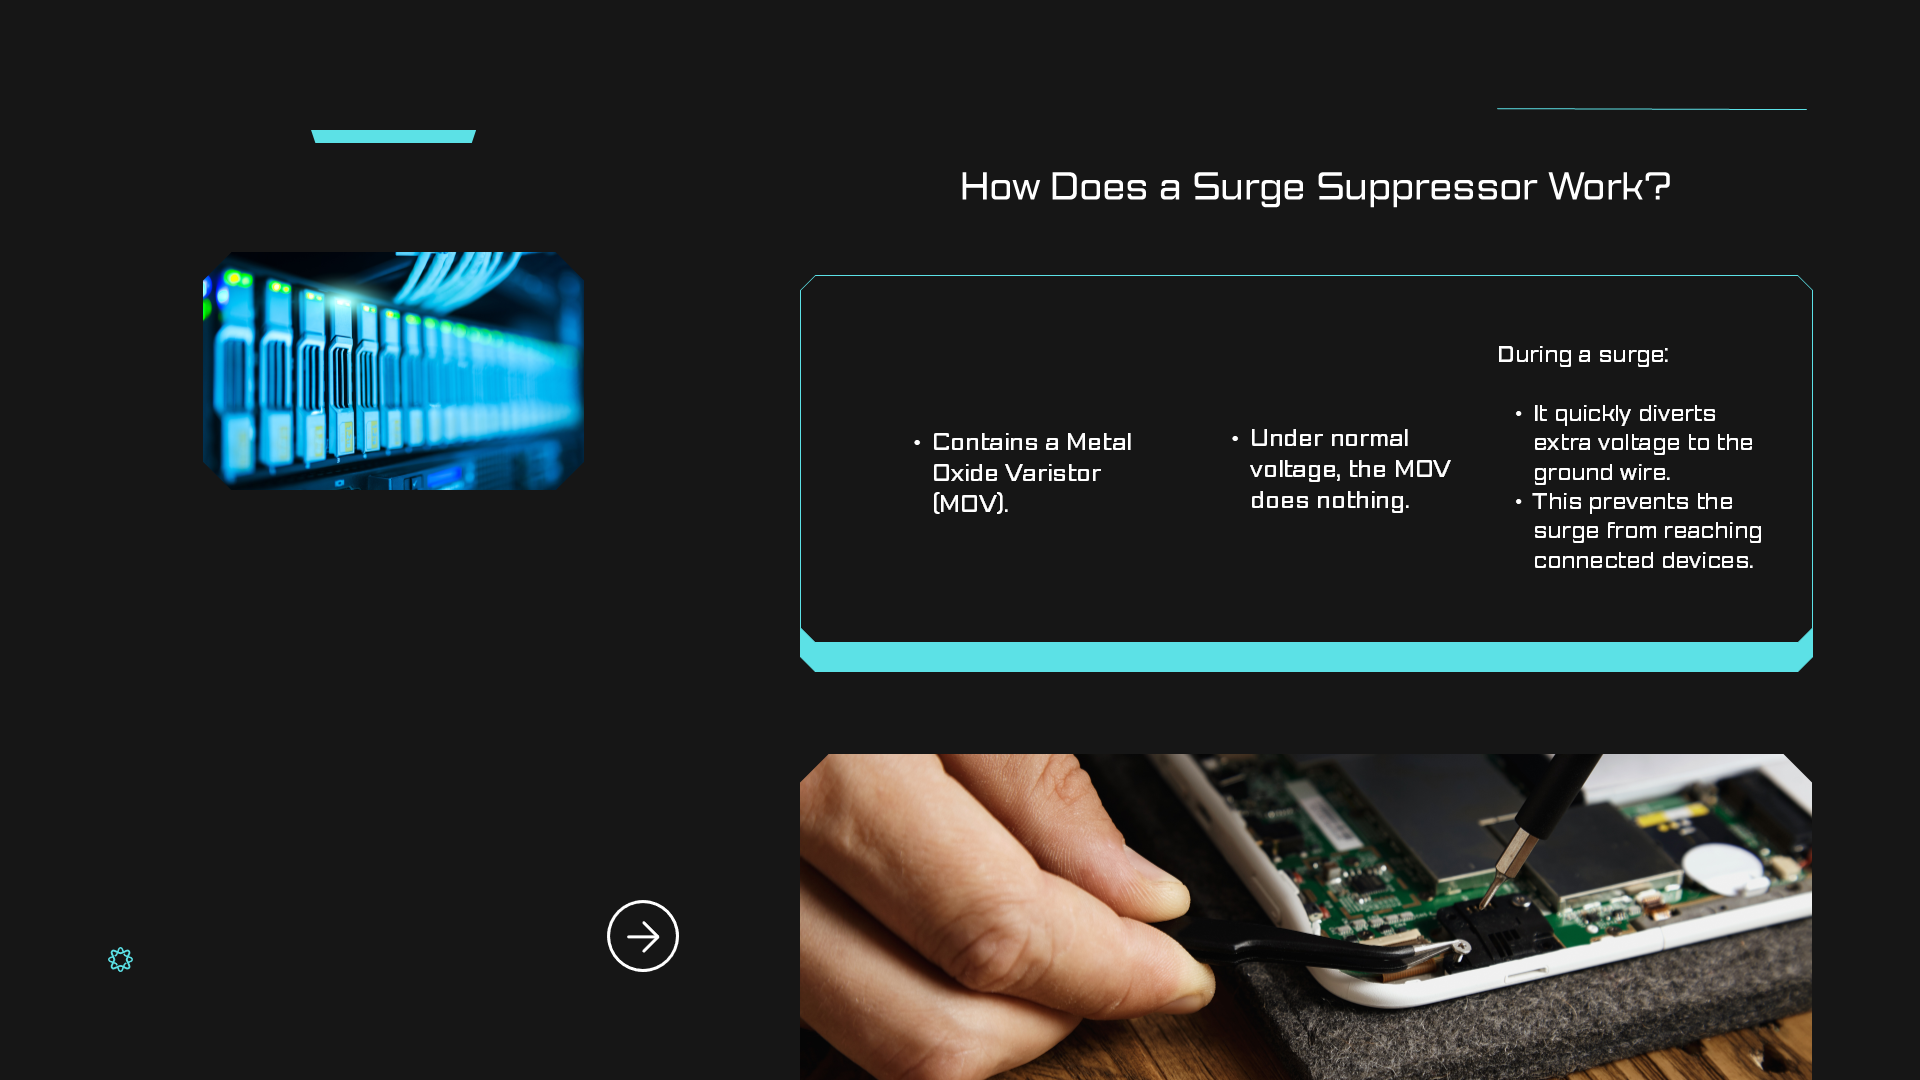 How Does a Surge Suppressor Work?
• Contains a Metal
Oxide Varistor
(MOV).
• Under normal
voltage, the MOV
does nothing.
During a surge:
• It quickly diverts
extra voltage to the
ground wire.
• This prevents the
surge from reaching
connected devices.